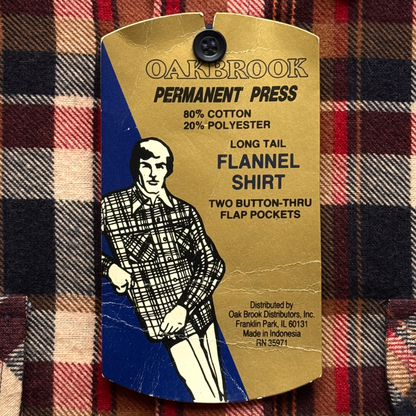 OAKBROOK
PERMANENT PRESS
80% COTTON
20% POLYESTER
LONG TAIL
FLANNEL
SHIRT
TWO BUTTON-THRU
FLAP POCKETS
Distributed by
Oak Brook Distributors, Inc.
Franklin Park, IL 60131
Made in Indonesia
RN 35971